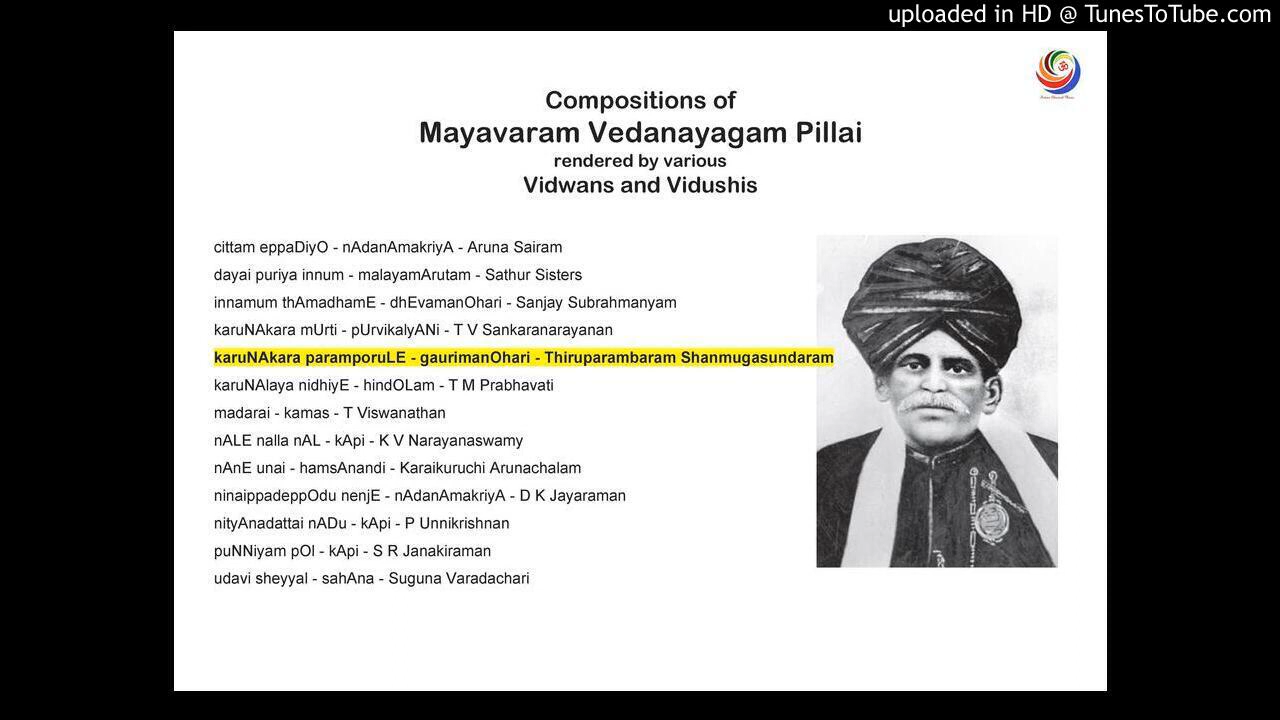 uploaded in HD @ TunesToTube.com
Compositions of
Mayavaram Vedanayagam Pillai
rendered by various
Vidwans and Vidushis
cittam eppaDiyO - nAdanAmakriyA - Aruna Sairam
dayai puriya innum - malayamArutam - Sathur Sisters
innamum thAmadhamE - dhEvamanOhari - Sanjay Subrahmanyam
karuNAkara mUrti - pUrvikalyANi - T V Sankaranarayanan
karuNAkara paramporuLE - gaurimanOhari - Thiruparambaram Shanmugasundaram
karuNAlaya nidhiyE - hindOLam - T M Prabhavati
madarai - kamas - T Viswanathan
nALE nalla nAL - kApi - K V Narayanaswamy
nAnE unai - hamsAnandi - Karaikuruchi Arunachalam
ninaippadeppOdu nenjE - nAdanAmakriyA - D K Jayaraman
nityAnadattai nADu - kApi - P Unnikrishnan
puNNiyam pOl - kApi - S R Janakiraman
udavi sheyyal - sahAna - Suguna Varadachari